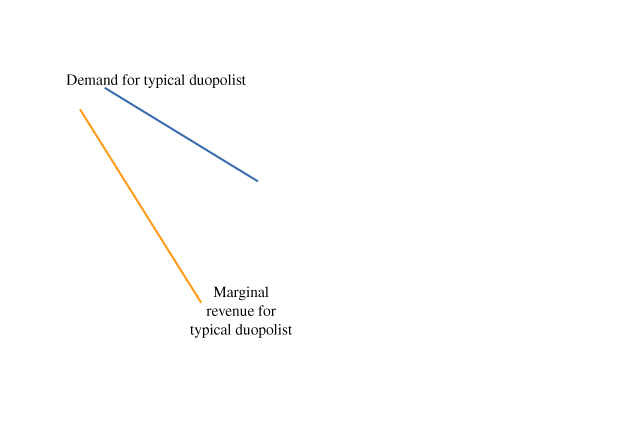 Demand for typical duopolist
Marginal
revenue for
typical duopolist